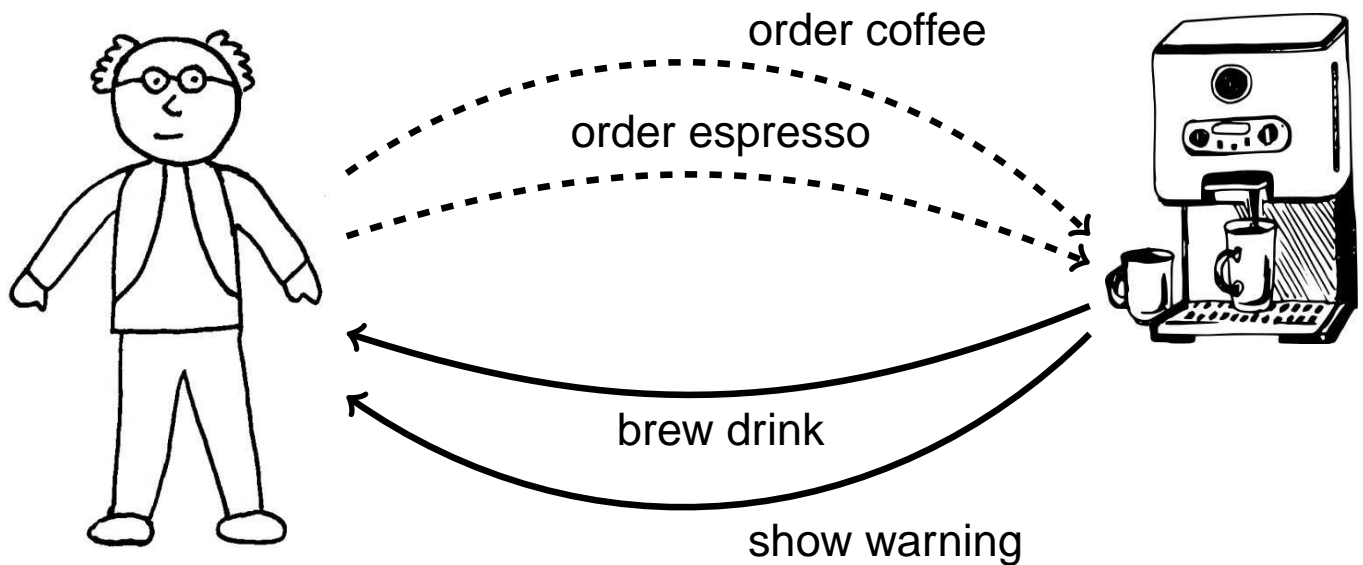 order coffee
order espresso
brew drink
show warning